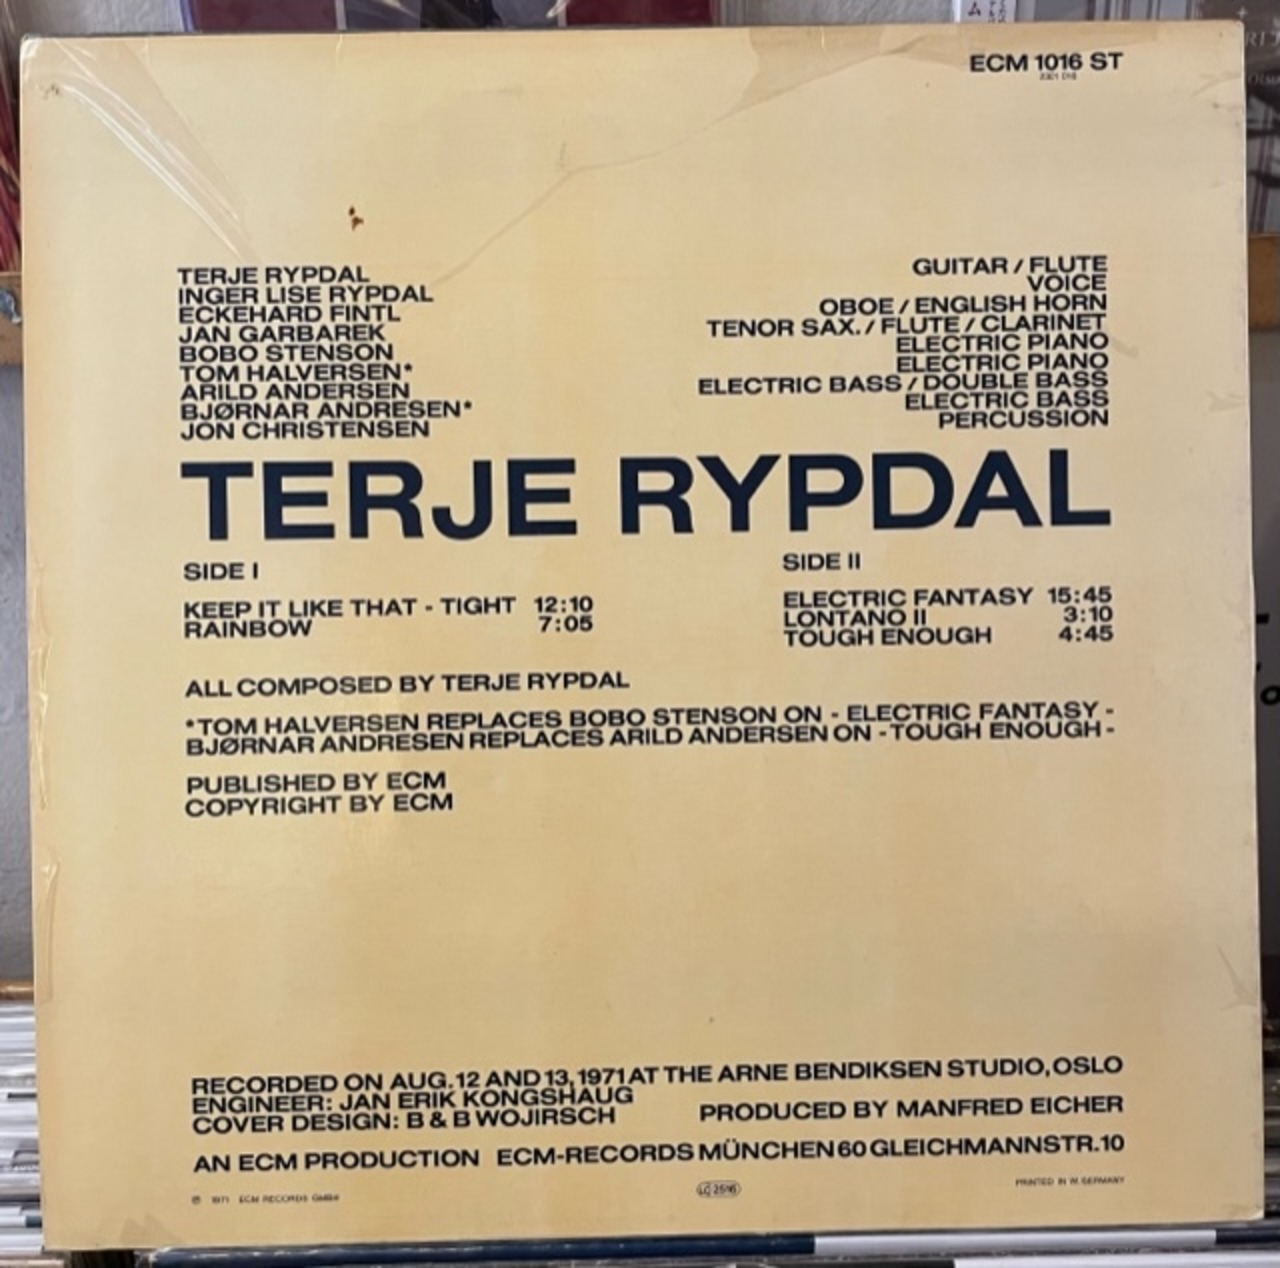 ECM 1016 ST
2301 016
TERJE RYPDAL GUITAR / FLUTE
INGER LISE RYPDAL VOICE
ECKEHARD FINTL OBOE / ENGLISH HORN
JAN GARBAREK TENOR SAX. / FLUTE / CLARINET
BOBO STENSON ELECTRIC PIANO
TOM HALVERSEN* ELECTRIC PIANO
ARILD ANDERSEN ELECTRIC BASS / DOUBLE BASS
BJØRNAR ANDRESEN* ELECTRIC BASS
JON CHRISTENSEN PERCUSSION
TERJE RYPDAL
SIDE I
KEEP IT LIKE THAT - TIGHT 12:10
RAINBOW 7:05
SIDE II
ELECTRIC FANTASY 15:45
LONTANO II 3:10
TOUGH ENOUGH 4:45
ALL COMPOSED BY TERJE RYPDAL
*TOM HALVERSEN REPLACES BOBO STENSON ON - ELECTRIC FANTASY -
BJØRNAR ANDRESEN REPLACES ARILD ANDERSEN ON - TOUGH ENOUGH -
PUBLISHED BY ECM
COPYRIGHT BY ECM
RECORDED ON AUG. 12 AND 13, 1971 AT THE ARNE BENDIKSEN STUDIO, OSLO
ENGINEER: JAN ERIK KONGSHAUG
COVER DESIGN: B & B WOJIRSCH PRODUCED BY MANFRED EICHER
AN ECM PRODUCTION ECM-RECORDS MÜNCHEN 60 GLEICHMANNSTR. 10
℗ 1971 ECM RECORDS GMBH LC 2516 PRINTED IN W. GERMANY